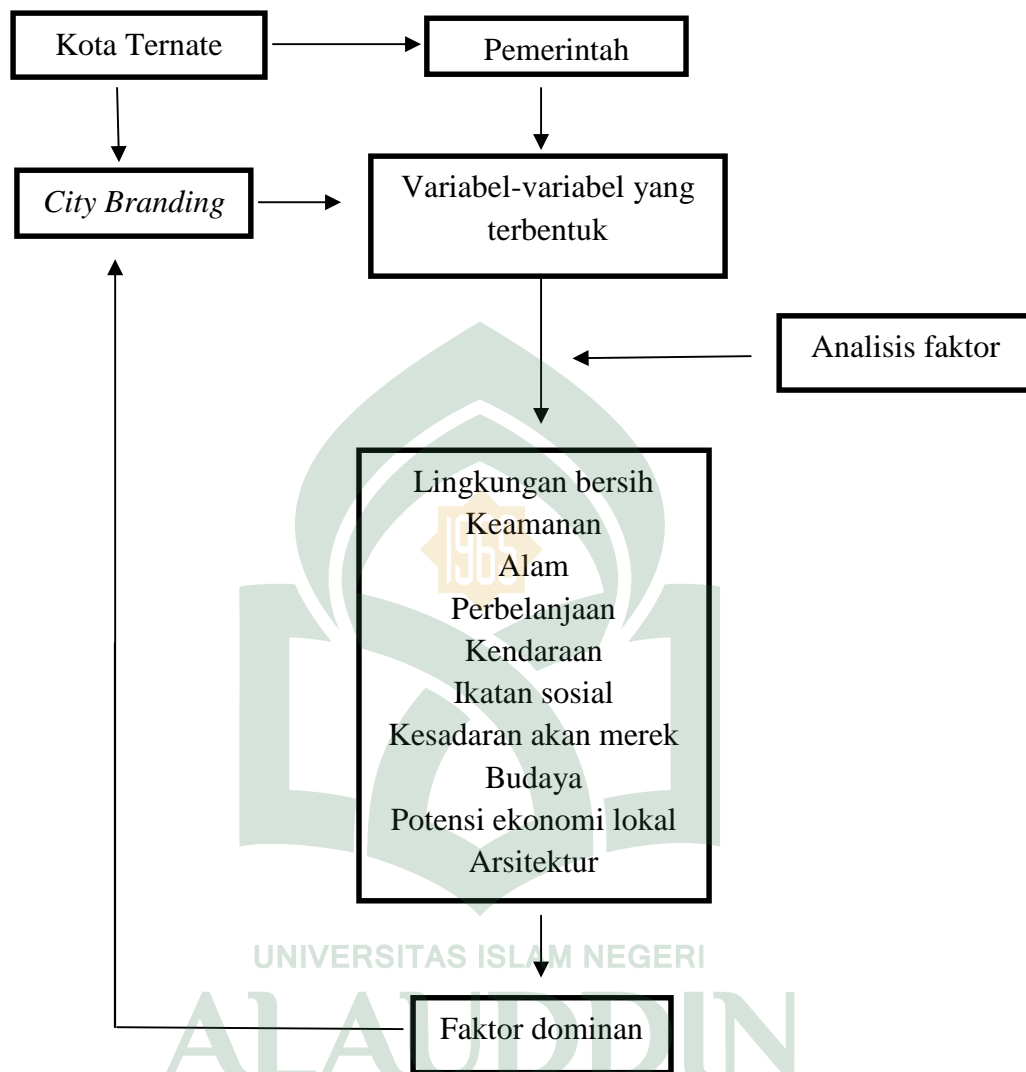 Kota Ternate
Pemerintah
City Branding
Variabel-variabel yang
terbentuk
Analisis faktor
Lingkungan bersih
Keamanan
Alam
Perbelanjaan
Kendaraan
Ikatan sosial
Kesadaran akan merek
Budaya
Potensi ekonomi lokal
Arsitektur
1965
UNIVERSITAS ISLAM NEGERI
ALAUDDIN
Faktor dominan